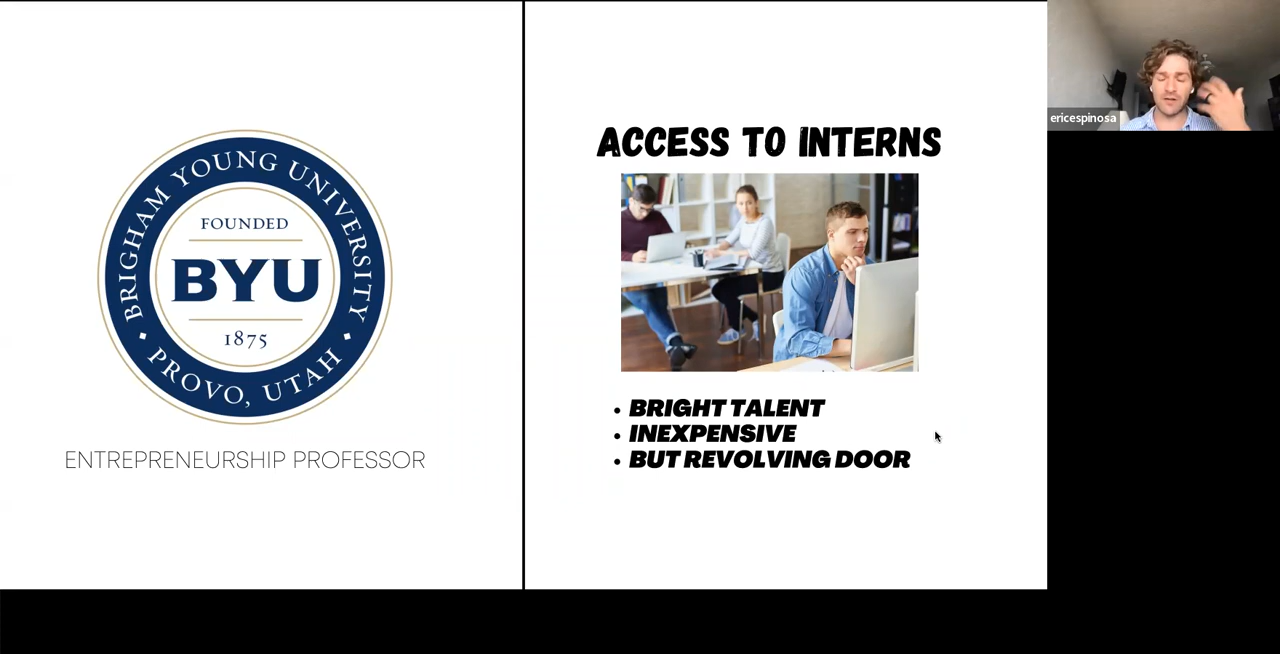 BRIGHAM YOUNG UNIVERSITY
FOUNDED
BYU
1875
PROVO, UTAH
ENTREPRENEURSHIP PROFESSOR
ACCESS TO INTERNS
• BRIGHT TALENT
• INEXPENSIVE
• BUT REVOLVING DOOR
ericespinosa